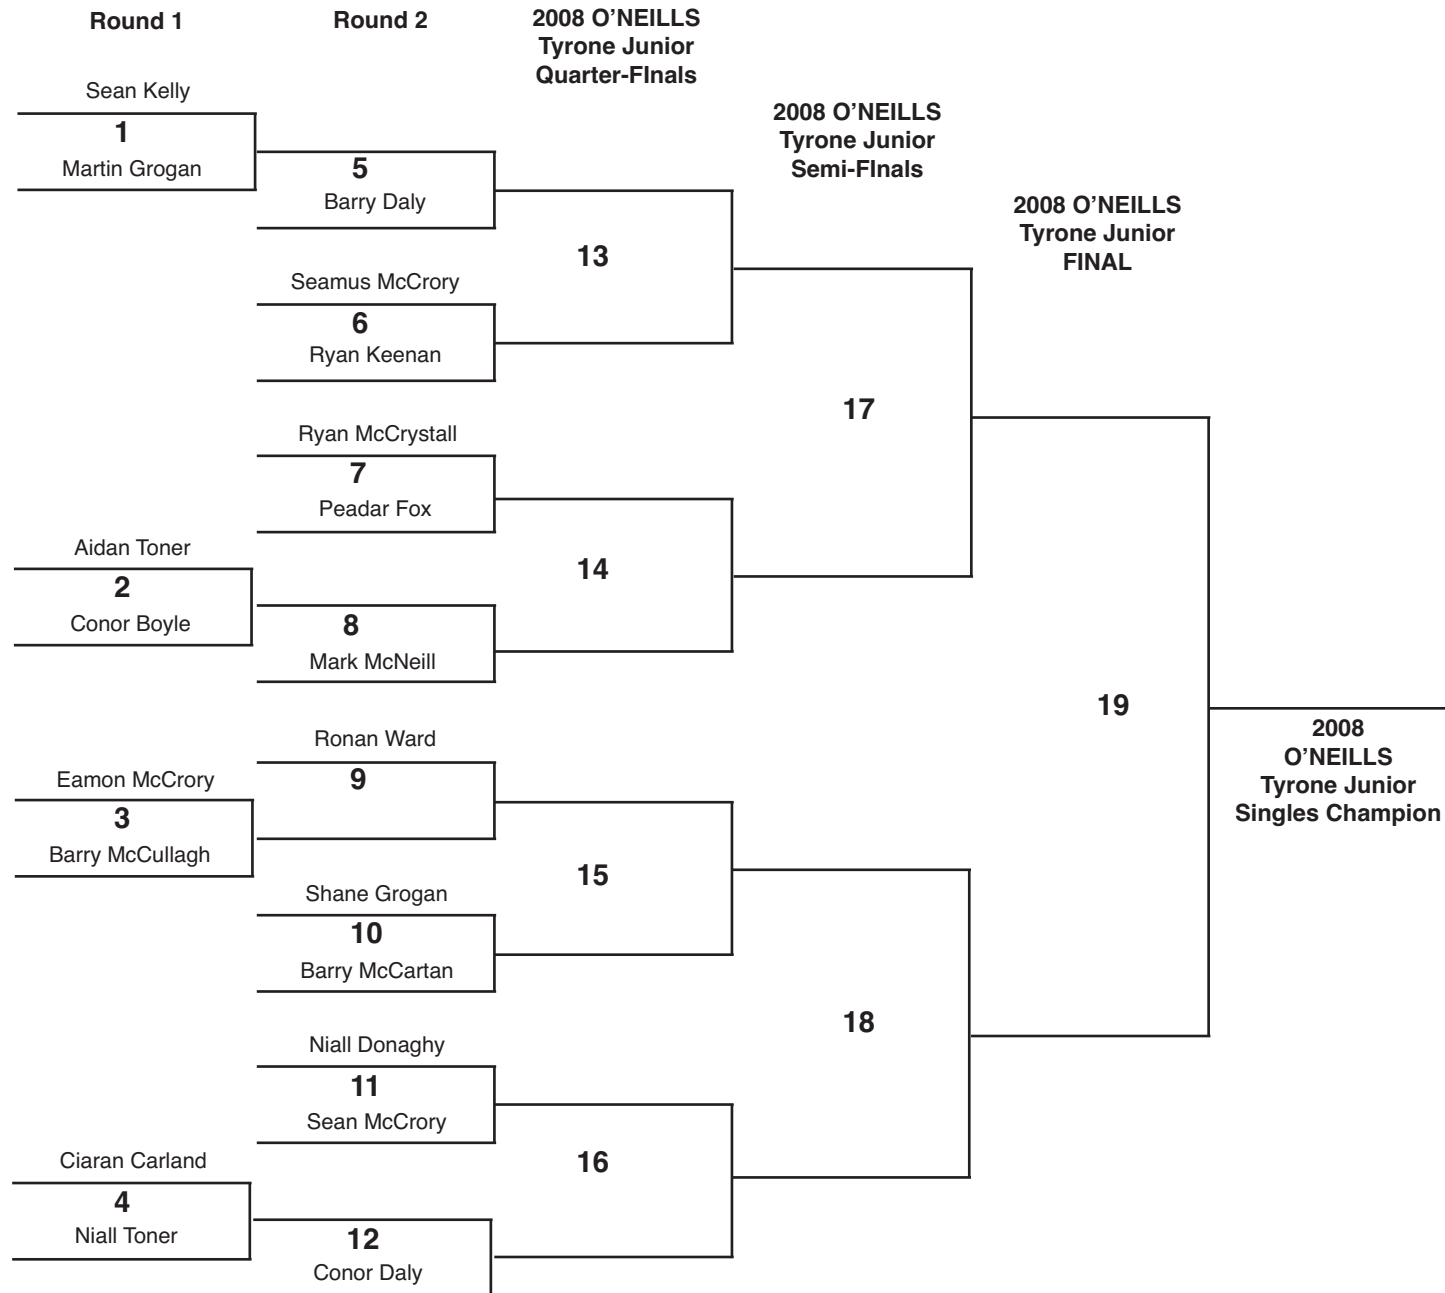 Round 1
Round 2
2008 O'NEILLS
Tyrone Junior
Quarter-FInals
2008 O'NEILLS
Tyrone Junior
Semi-FInals
2008 O'NEILLS
Tyrone Junior
FINAL
Sean Kelly
1
Martin Grogan
5
Barry Daly
13
Seamus McCrory
6
Ryan Keenan
17
Ryan McCrystall
7
Peadar Fox
14
Aidan Toner
2
Conor Boyle
8
Mark McNeill
19
2008
O'NEILLS
Tyrone Junior
Singles Champion
Ronan Ward
9
Eamon McCrory
3
Barry McCullagh
15
Shane Grogan
10
Barry McCartan
18
Niall Donaghy
11
Sean McCrory
16
Ciaran Carland
4
Niall Toner
12
Conor Daly